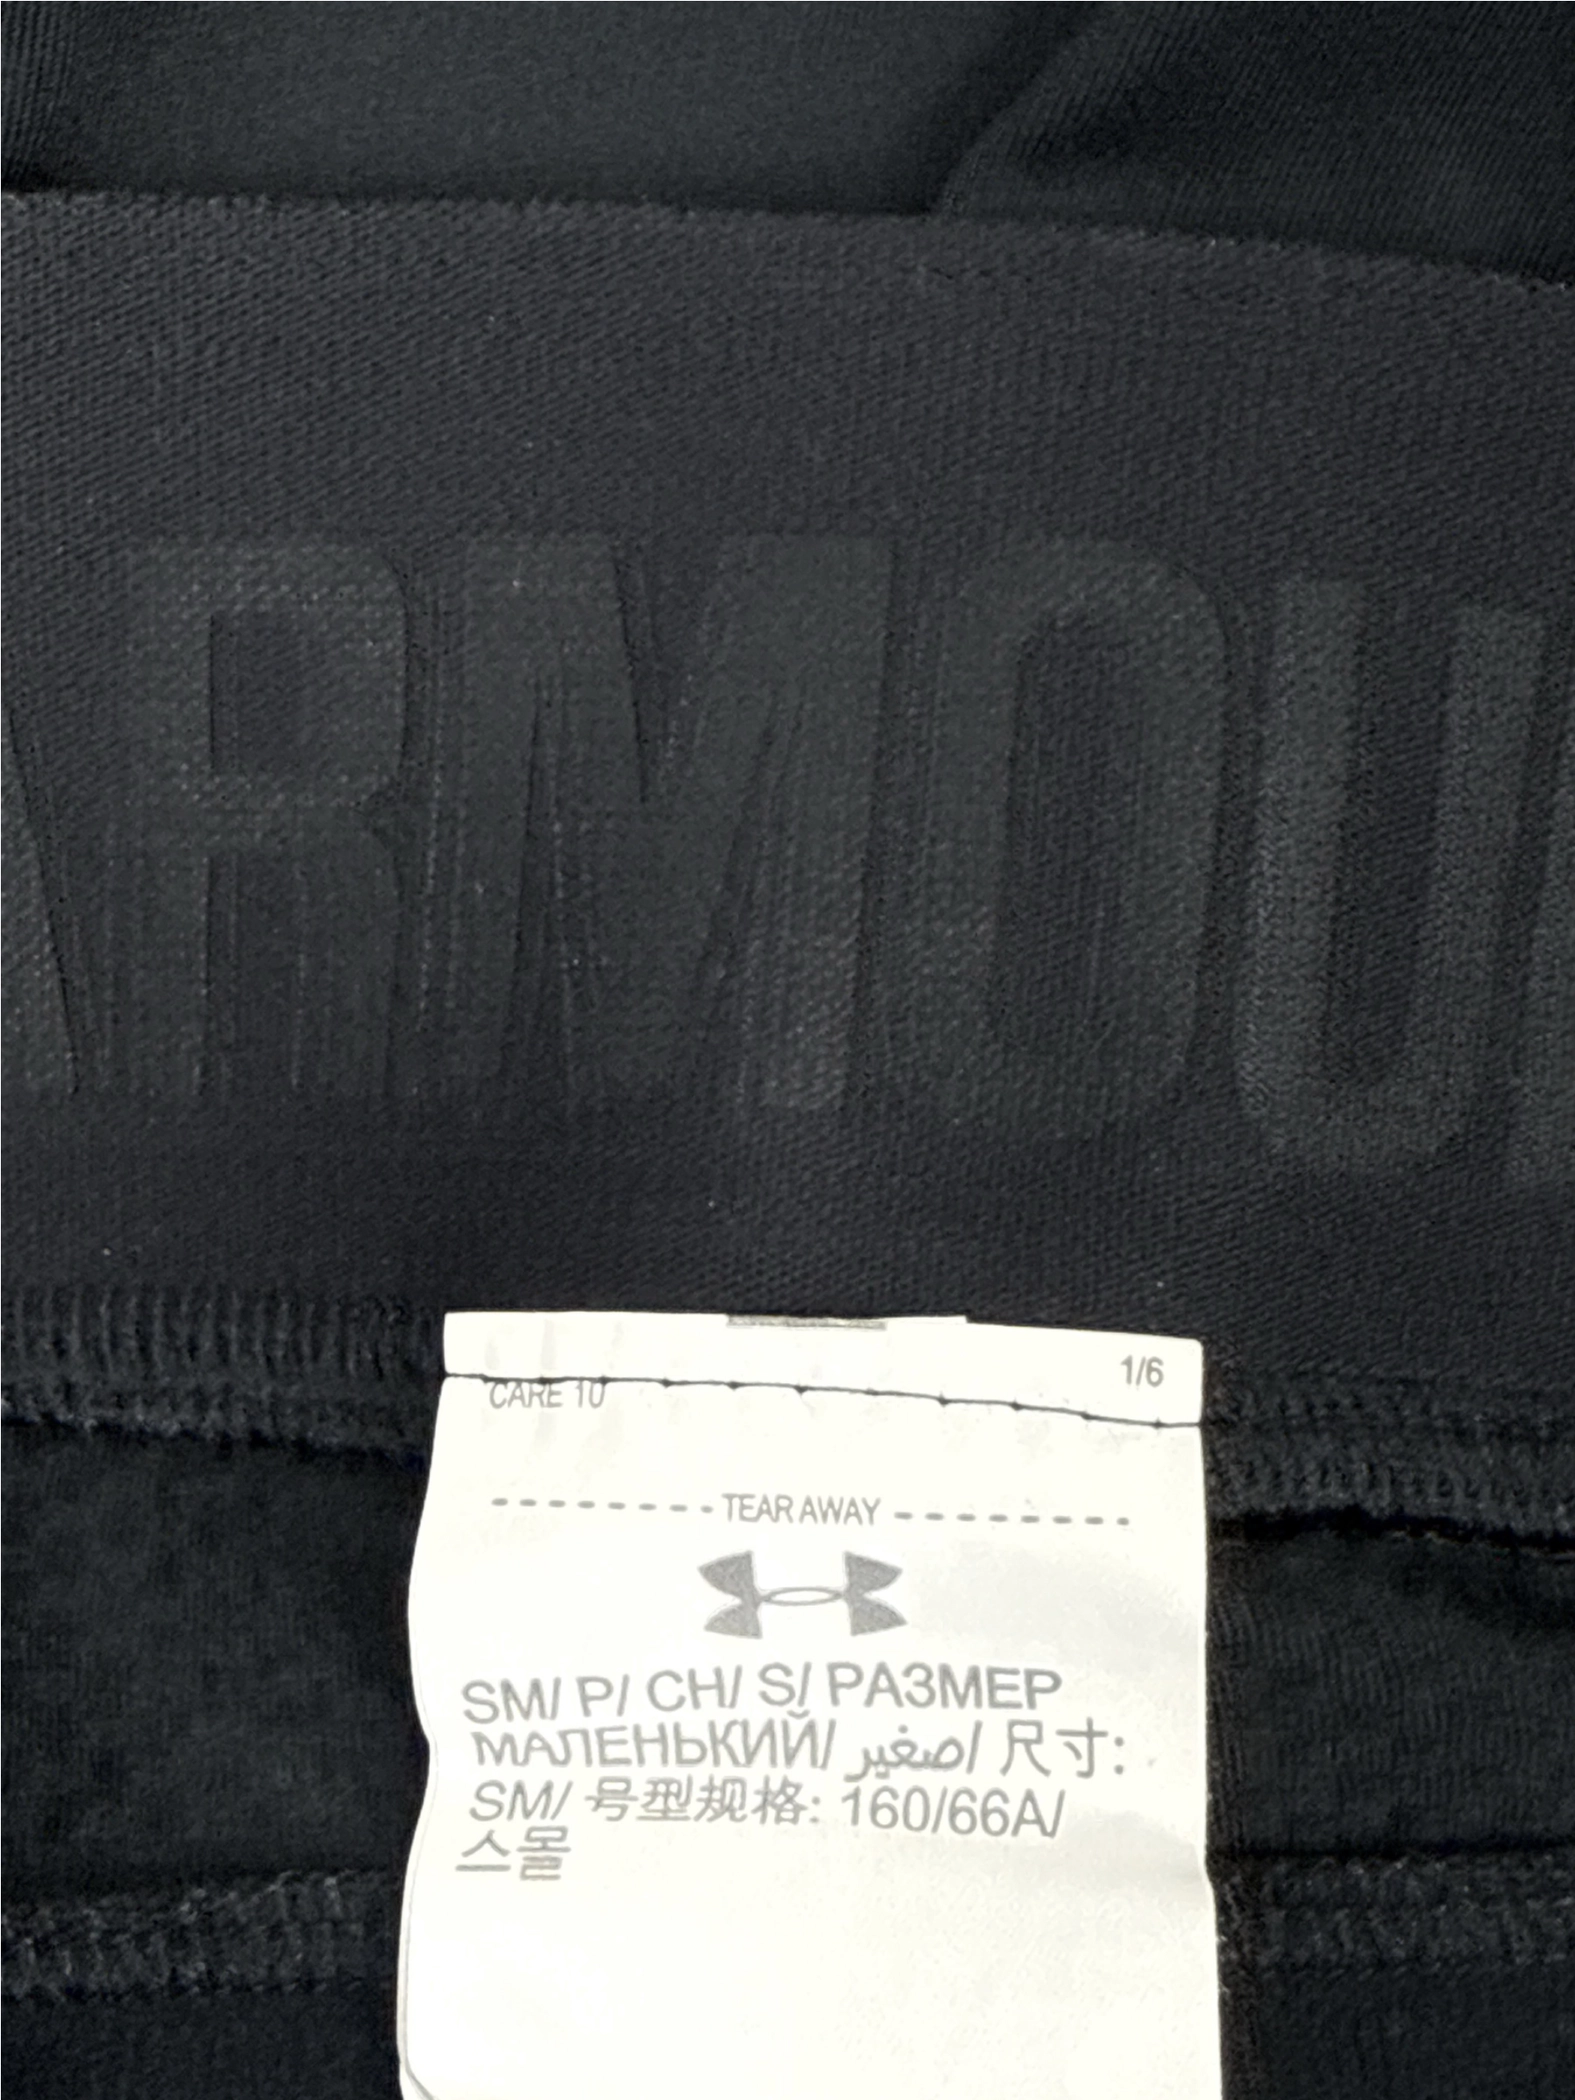 ARMOUR
1/6
CARE 10
TEAR AWAY
SM/ P/ CH/ S/ РАЗМЕР
МАЛЕНЬКИЙ/ صغير/ 尺寸:
SM/ 号型规格: 160/66A/
스몰